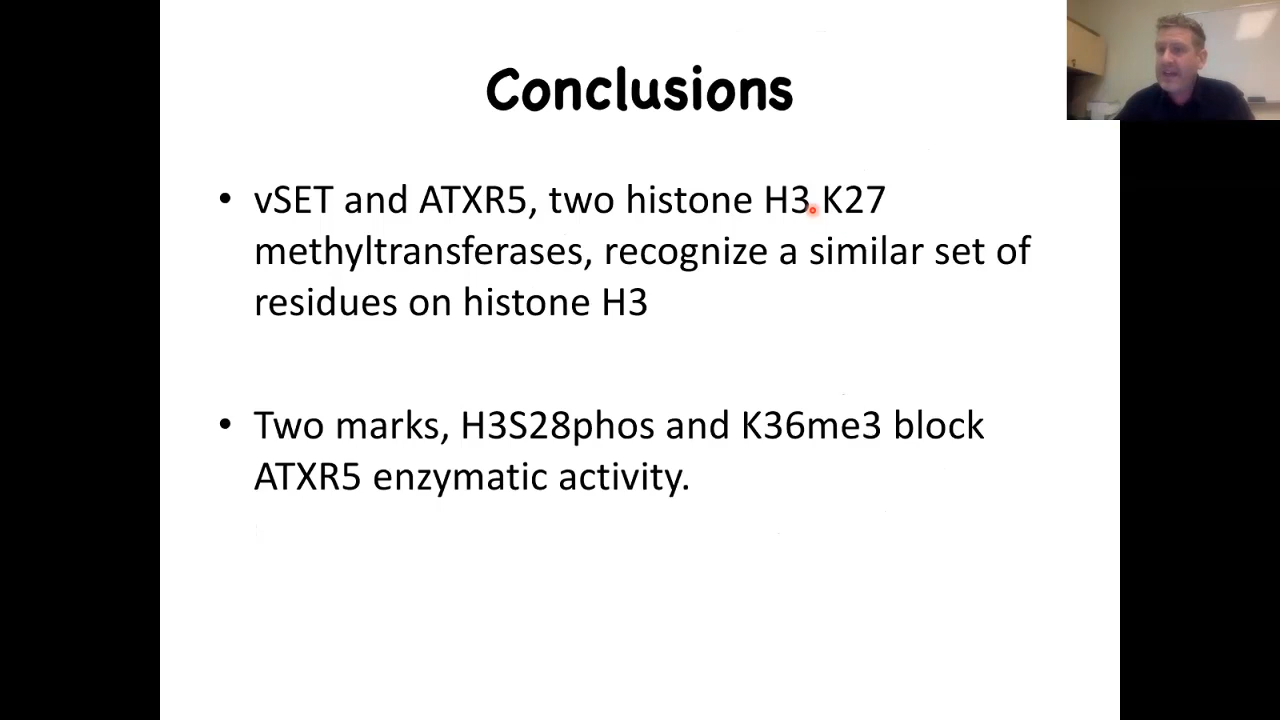 Conclusions
• vSET and ATXR5, two histone H3 K27
methyltransferases, recognize a similar set of
residues on histone H3
• Two marks, H3S28phos and K36me3 block
ATXR5 enzymatic activity.